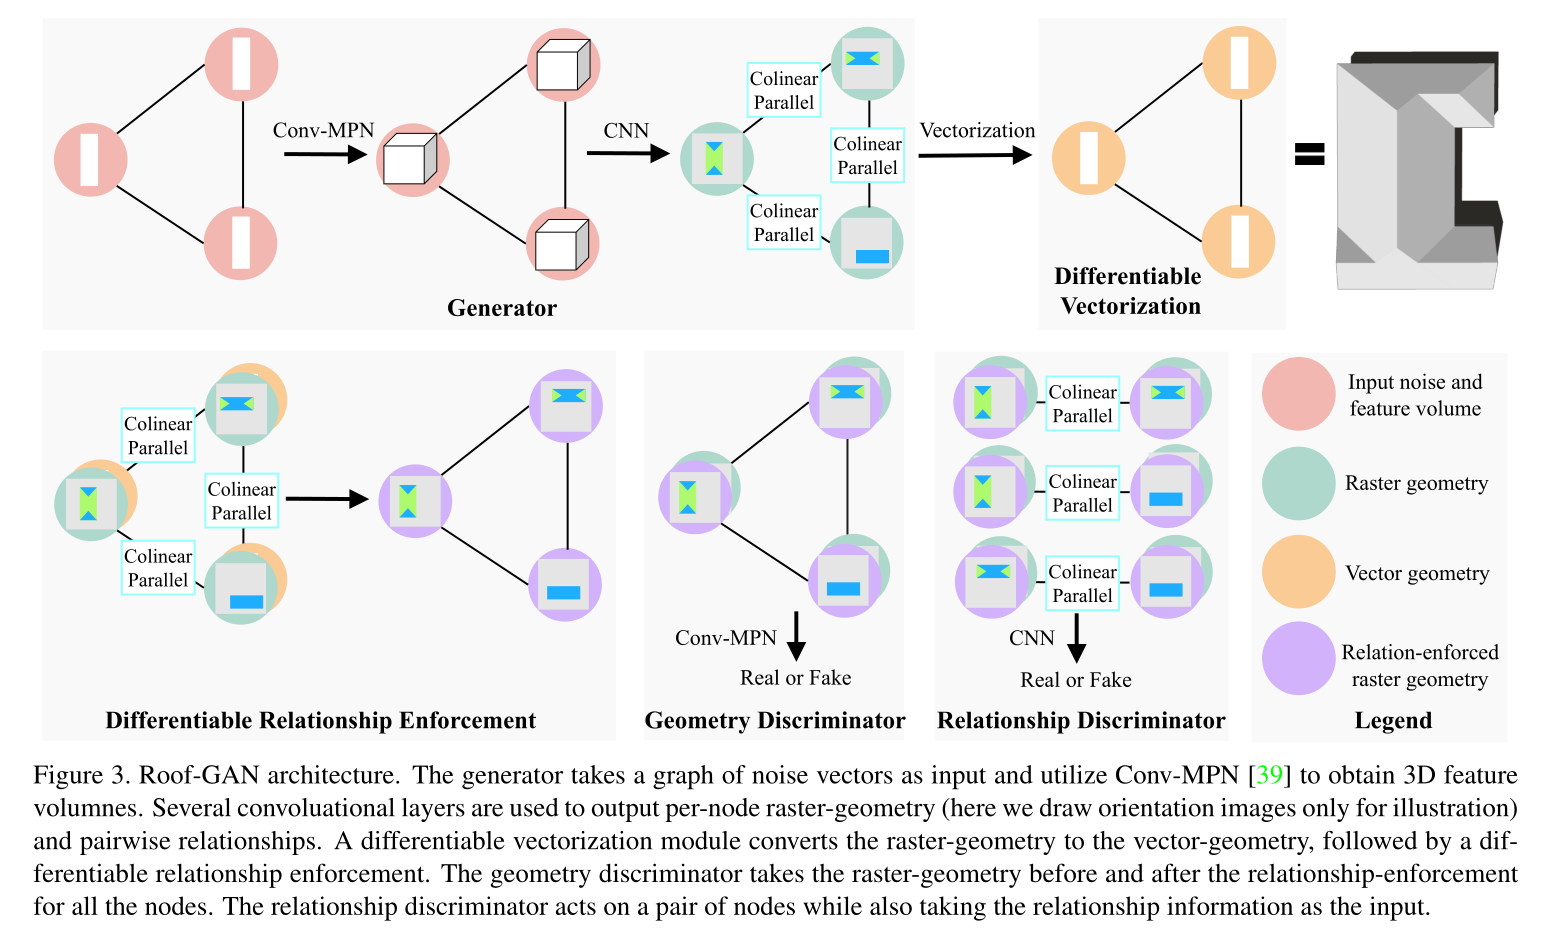 Conv-MPN
CNN
Colinear
Parallel
Colinear
Parallel
Colinear
Parallel
Vectorization
Generator
Differentiable
Vectorization
Colinear
Parallel
Colinear
Parallel
Colinear
Parallel
Differentiable Relationship Enforcement
Conv-MPN
Real or Fake
Geometry Discriminator
Colinear
Parallel
Colinear
Parallel
Colinear
Parallel
CNN
Real or Fake
Relationship Discriminator
Input noise and
feature volume
Raster geometry
Vector geometry
Relation-enforced
raster geometry
Legend
Figure 3. Roof-GAN architecture. The generator takes a graph of noise vectors as input and utilize Conv-MPN [39] to obtain 3D feature
volumnes. Several convoluational layers are used to output per-node raster-geometry (here we draw orientation images only for illustration)
and pairwise relationships. A differentiable vectorization module converts the raster-geometry to the vector-geometry, followed by a dif-
ferentiable relationship enforcement. The geometry discriminator takes the raster-geometry before and after the relationship-enforcement
for all the nodes. The relationship discriminator acts on a pair of nodes while also taking the relationship information as the input.